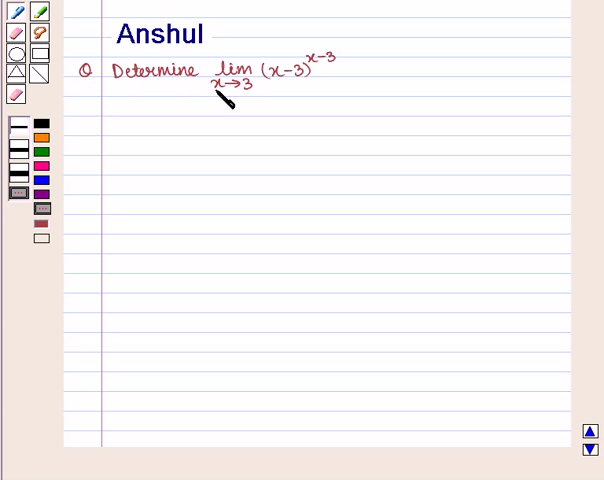 Anshul
Q Determine lim x→3 (x-3)^x-3